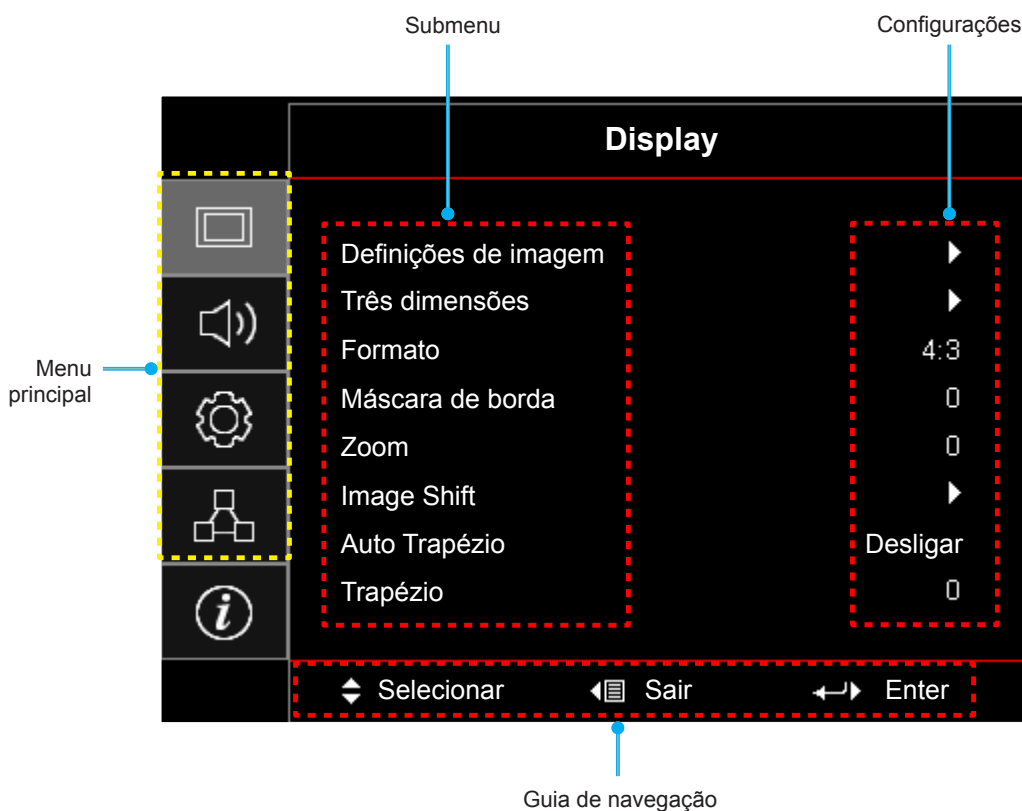 Submenu
Configurações
Display
Definições de imagem
Três dimensões
Formato 4:3
Máscara de borda 0
Zoom 0
Image Shift
Auto Trapézio Desligar
Trapézio 0
Menu
principal
i
Selecionar Sair Enter
Guia de navegação